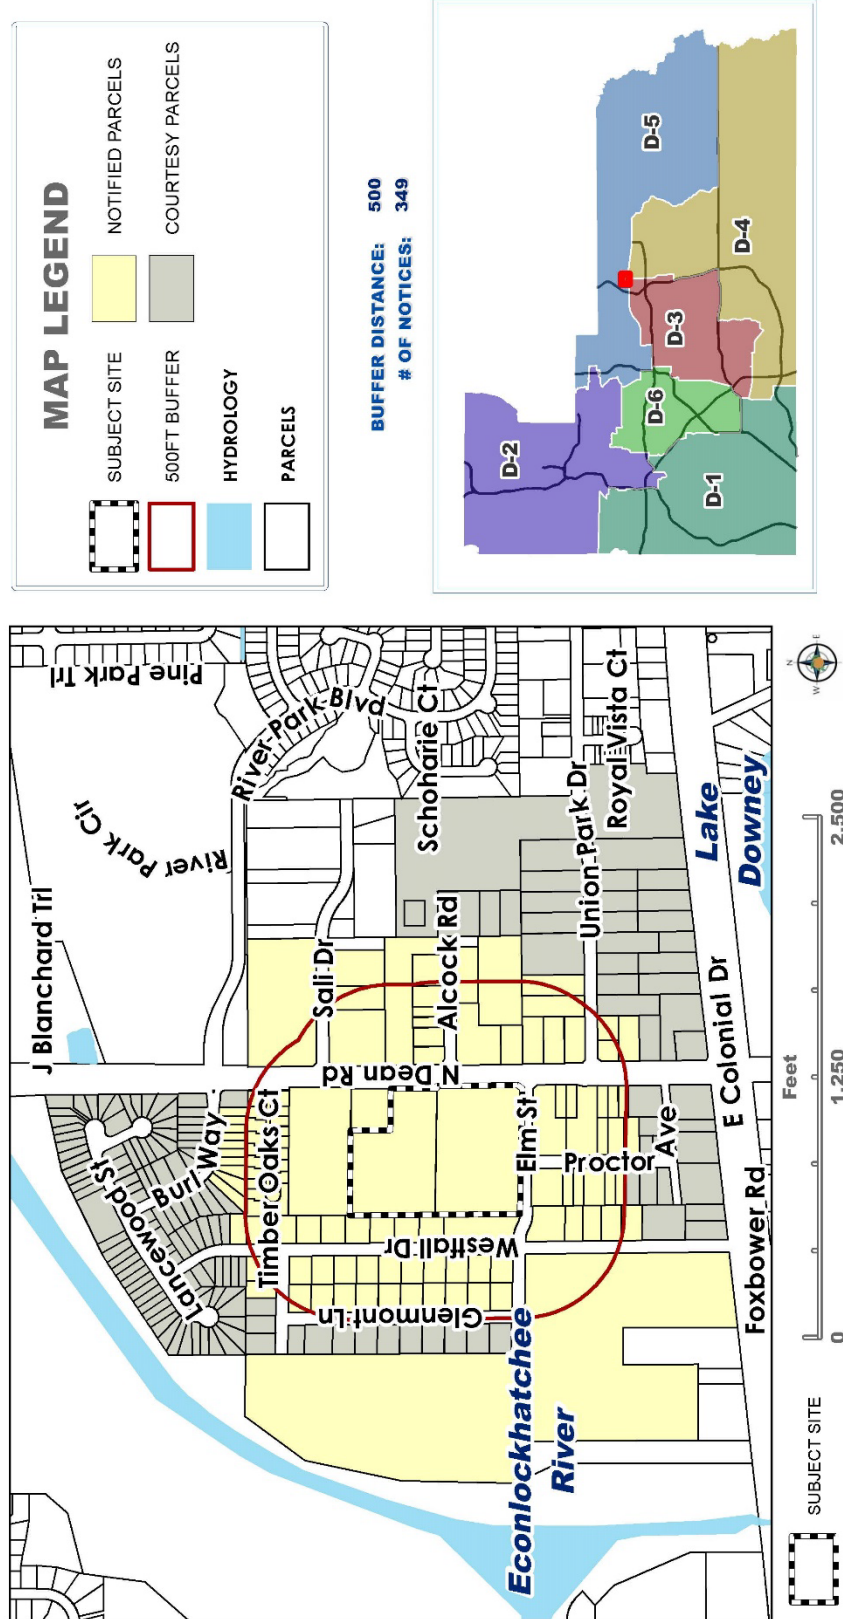 MAP LEGEND
SUBJECT SITE
NOTIFIED PARCELS
500FT BUFFER
COURTESY PARCELS
HYDROLOGY
PARCELS
BUFFER DISTANCE: 500
# OF NOTICES: 349
D-2
D-5
D-6
D-3
D-4
D-1
J Blanchard Trl
Pine Park Trl
River Park Cir
River Park Blvd
Lancewood St
Burl Way
Timber Oaks Ct
Sali Dr
N Dean Rd
Westfall Dr
Glenmont Ln
Alcock Rd
Schoharie Ct
Elm St
Union Park Dr
Royal Vista Ct
Proctor Ave
E Colonial Dr
Foxbower Rd
Econlockhatchee
River
Lake
Downey
SUBJECT SITE
Feet
0 1,250 2,500
N
W E